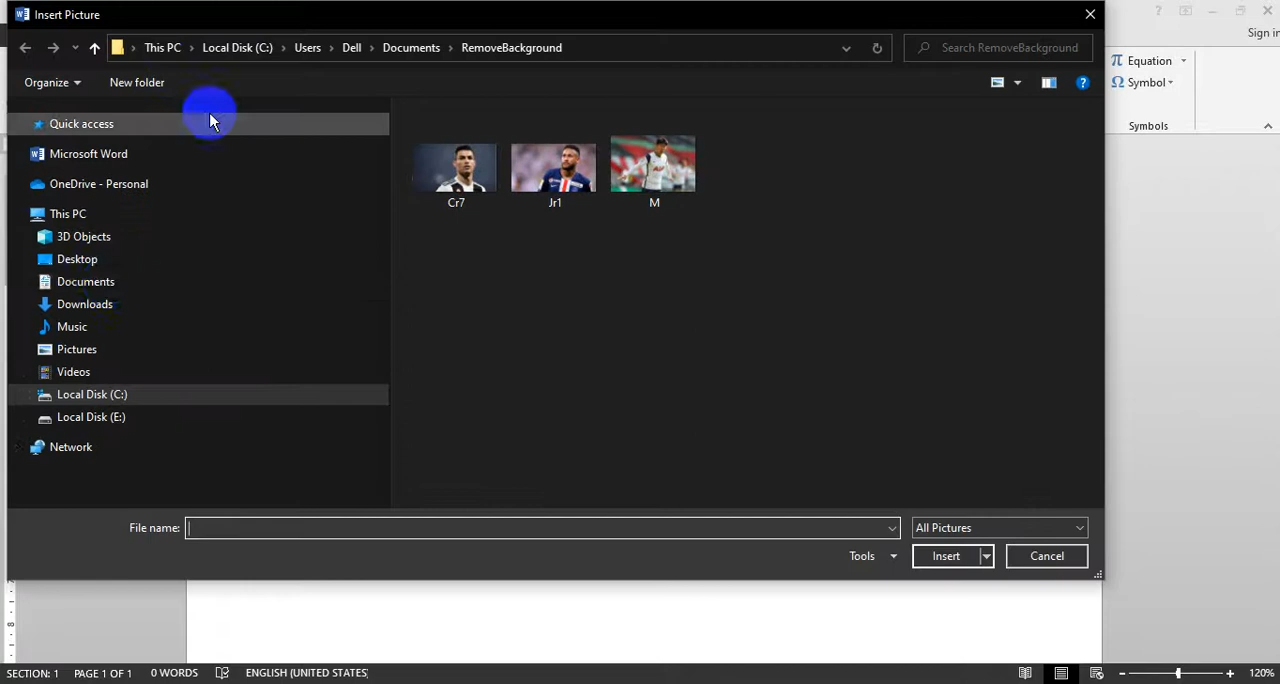 Insert Picture
Sign in
This PC > Local Disk (C:) > Users > Dell > Documents > RemoveBackground
Search RemoveBackground
π Equation
Ω Symbol
Symbols
Organize
New folder
Quick access
Microsoft Word
OneDrive - Personal
This PC
3D Objects
Desktop
Documents
Downloads
Music
Pictures
Videos
Local Disk (C:)
Local Disk (E:)
Network
Cr7
Jr1
M
File name:
All Pictures
Tools
Insert
Cancel
SECTION: 1 PAGE 1 OF 1 0 WORDS ENGLISH (UNITED STATES)
120%